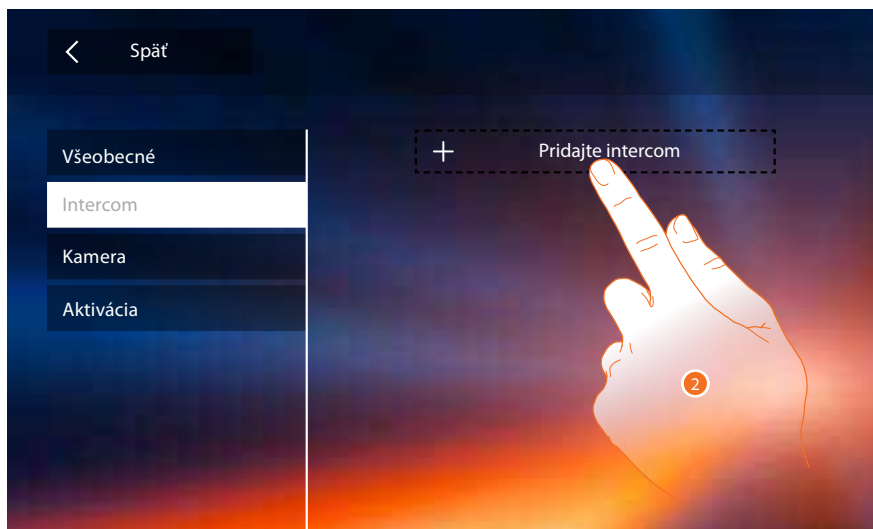 Späť
Všeobecné
Intercom
Kamera
Aktivácia
Pridajte intercom
2